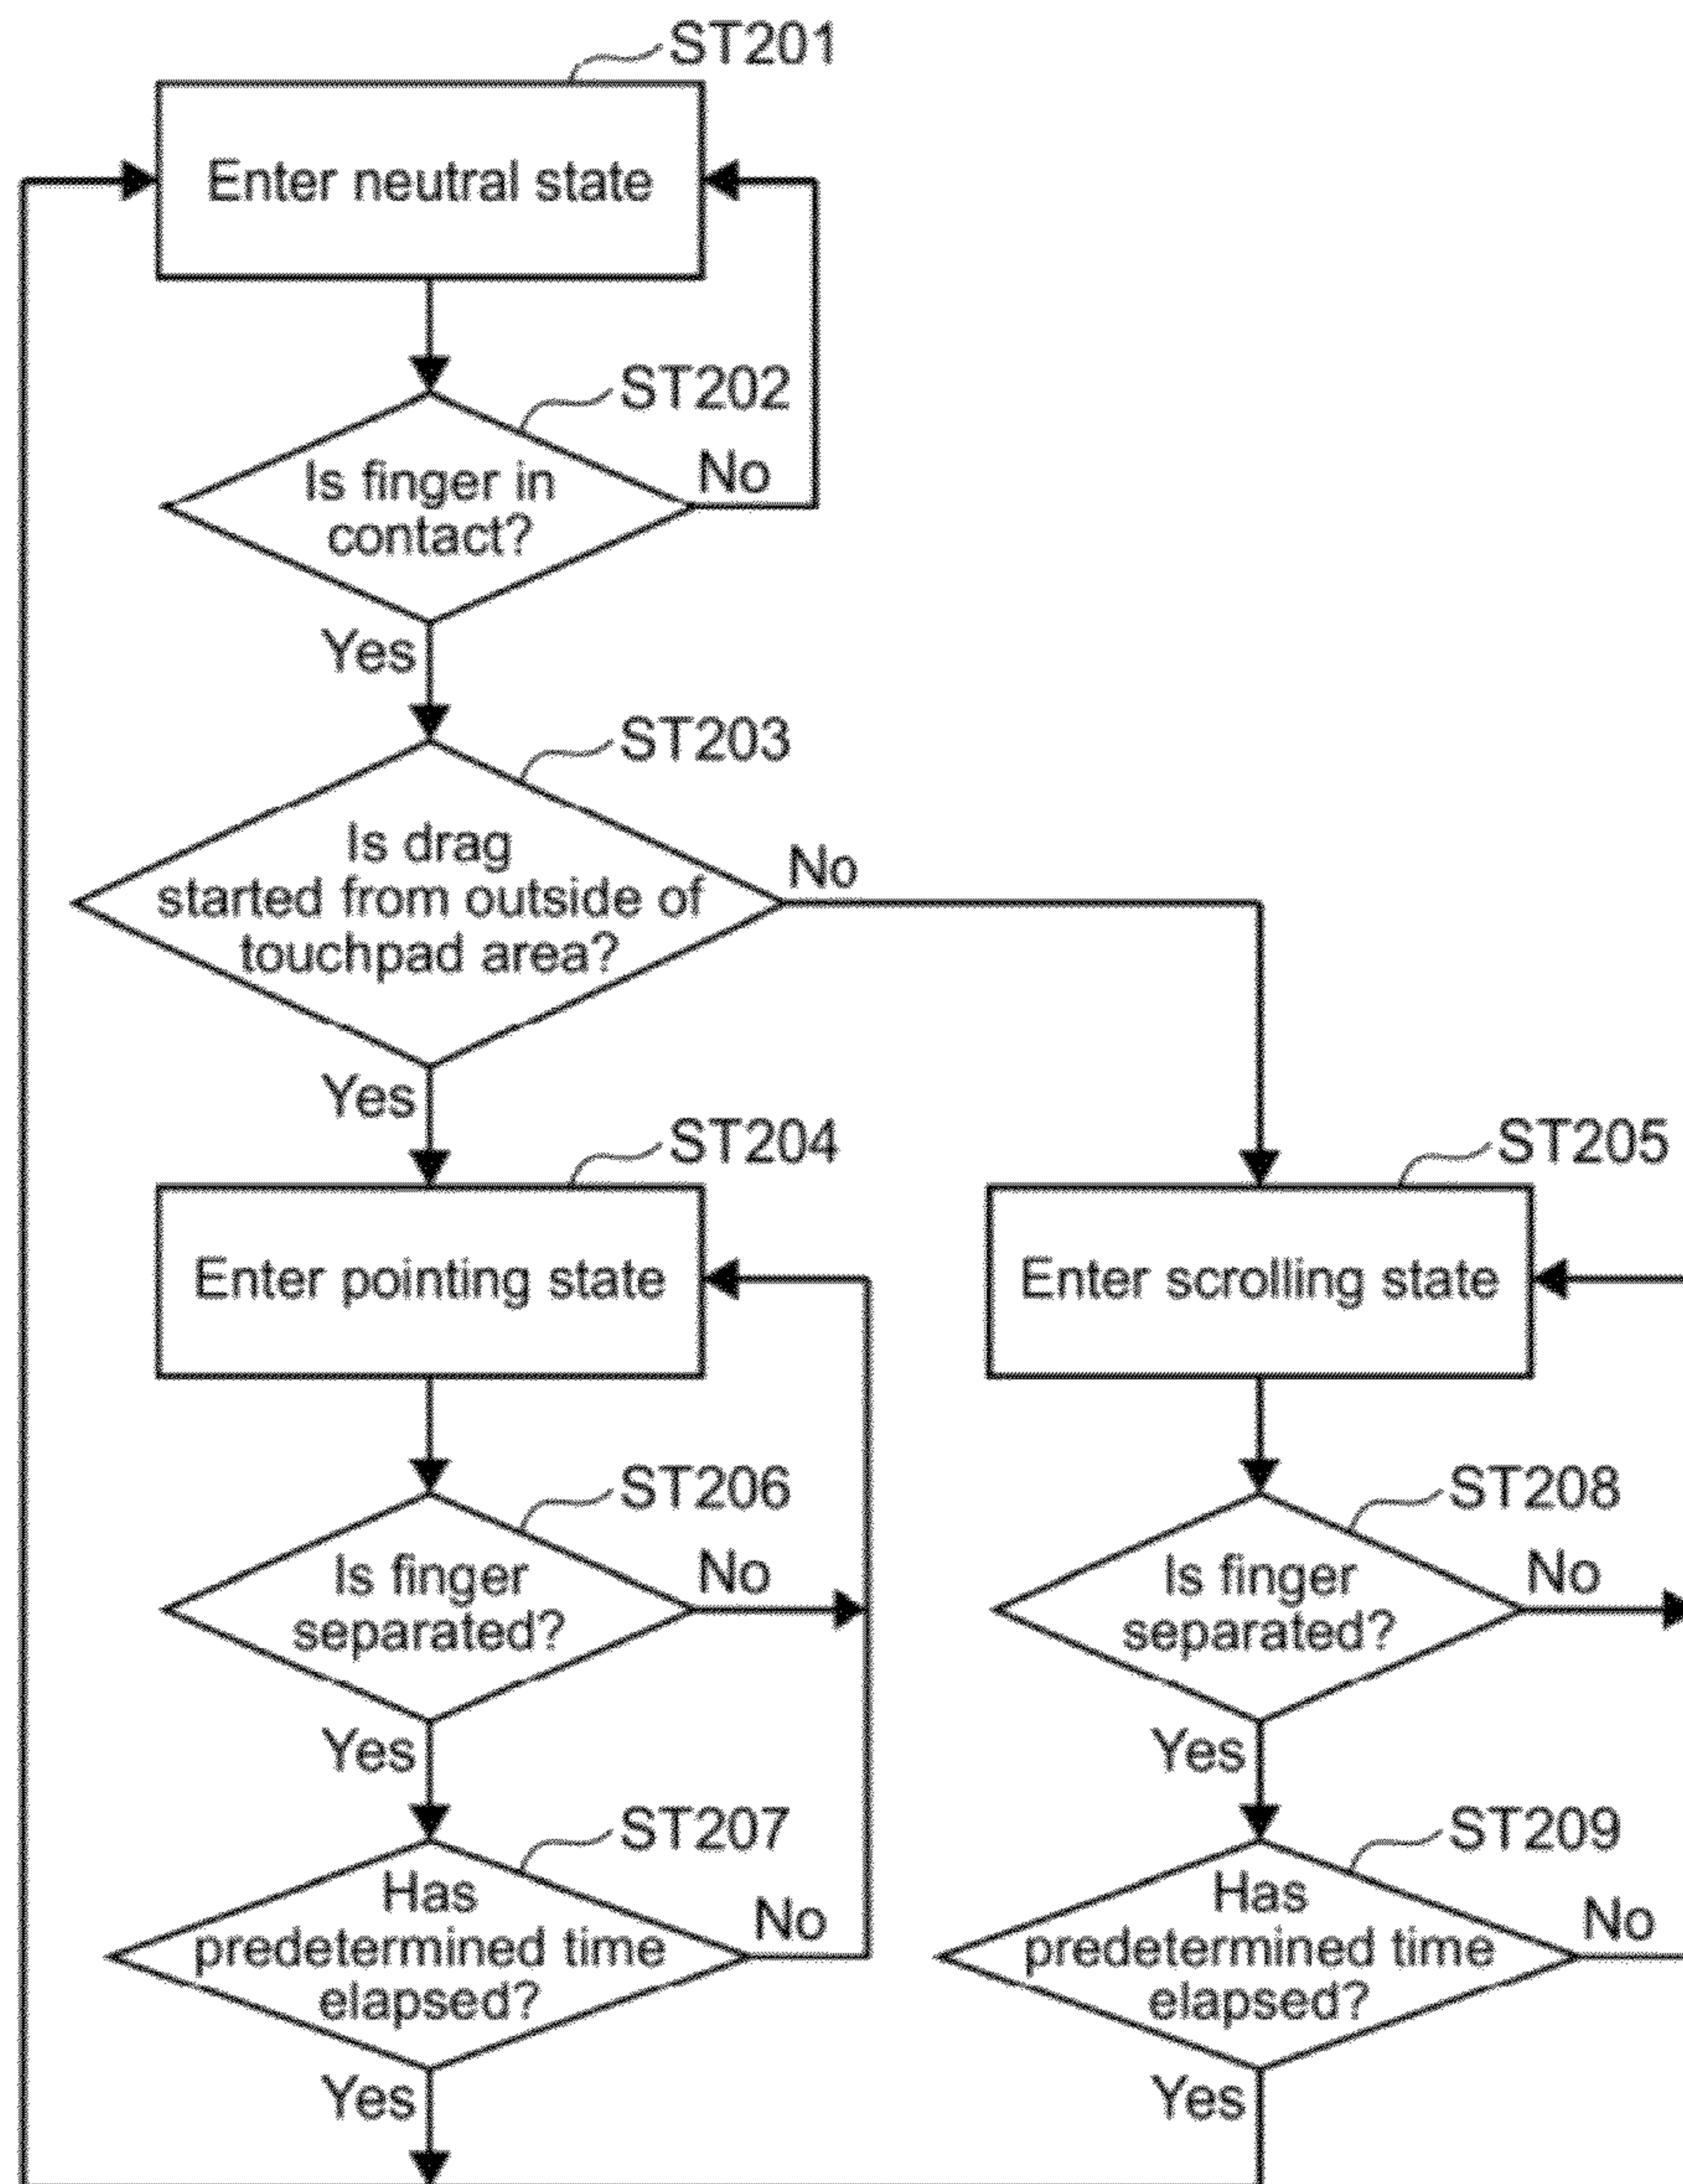 ST201
Enter neutral state
ST202
Is finger in
contact?
No
Yes
ST203
Is drag
started from outside of
touchpad area?
No
Yes
ST204
Enter pointing state
ST205
Enter scrolling state
ST206
Is finger
separated?
No
Yes
ST208
Is finger
separated?
No
Yes
ST207
Has
predetermined time
elapsed?
No
Yes
ST209
Has
predetermined time
elapsed?
No
Yes